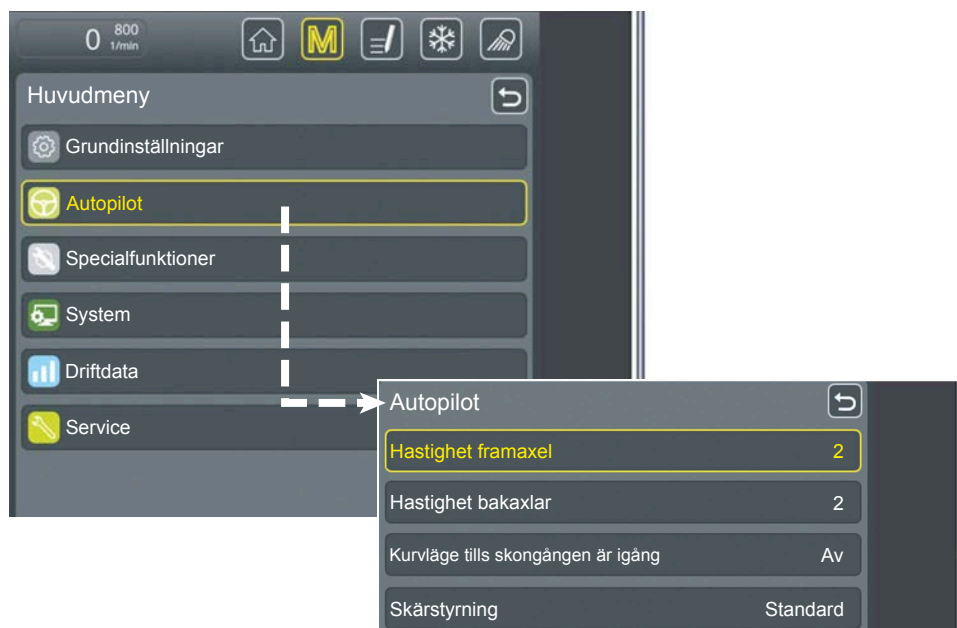 0 800
1/min
M
Huvudmeny
Grundinställningar
Autopilot
Specialfunktioner
System
Driftdata
Service
Autopilot
Hastighet framaxel 2
Hastighet bakaxlar 2
Kurvläge tills skongången är igång Av
Skärstyrning Standard